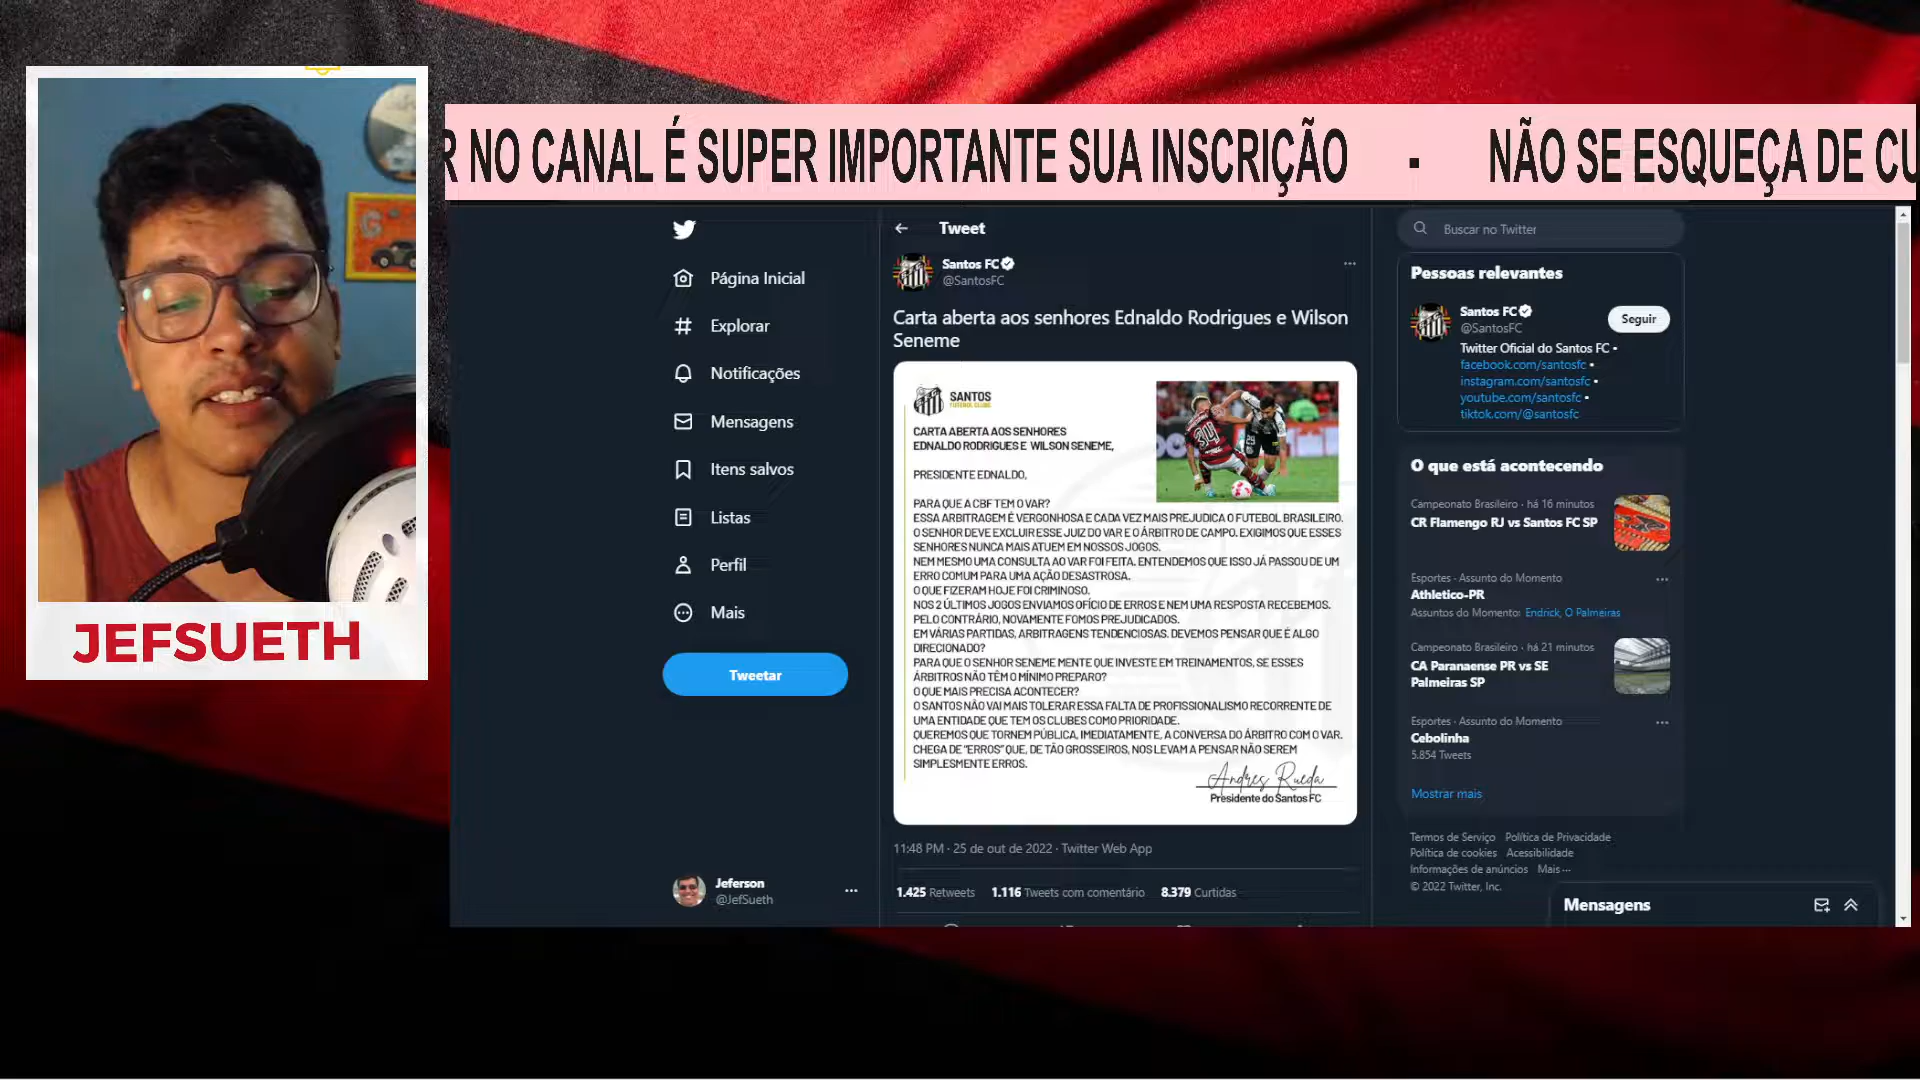 R NO CANAL É SUPER IMPORTANTE SUA INSCRIÇÃO - NÃO SE ESQUEÇA DE CU
JEFSUETH
Página Inicial
Explorar
Notificações
Mensagens
Itens salvos
Listas
Perfil
Mais
Tweetar
Jeferson
@JefSueth
Tweet
Santos FC
@SantosFC
Carta aberta aos senhores Ednaldo Rodrigues e Wilson
Seneme
SANTOS
FUTEBOL CLUBE
CARTA ABERTA AOS SENHORES
EDNALDO RODRIGUES E WILSON SENEME,
PRESIDENTE EDNALDO,
PARA QUE A CBF TEM O VAR?
ESSA ARBITRAGEM É VERGONHOSA E CADA VEZ MAIS PREJUDICA O FUTEBOL BRASILEIRO.
O SENHOR DEVE EXCLUIR ESSE JUIZ DO VAR E O ÁRBITRO DE CAMPO. EXIGIMOS QUE ESSES
SENHORES NUNCA MAIS ATUEM EM NOSSOS JOGOS.
NEM MESMO UMA CONSULTA AO VAR FOI FEITA. ENTENDEMOS QUE ISSO JÁ PASSOU DE UM
ERRO COMUM PARA UMA AÇÃO DESASTROSA.
O QUE FIZERAM HOJE FOI CRIMINOSO.
NOS 2 ÚLTIMOS JOGOS ENVIAMOS OFÍCIO DE ERROS E NEM UMA RESPOSTA RECEBEMOS.
PELO CONTRÁRIO, NOVAMENTE FOMOS PREJUDICADOS.
EM VÁRIAS PARTIDAS, ARBITRAGENS TENDENCIOSAS. DEVEMOS PENSAR QUE É ALGO
DIRECIONADO?
PARA QUE O SENHOR SENEME MENTE QUE INVESTE EM TREINAMENTOS, SE ESSES
ÁRBITROS NÃO TÊM O MÍNIMO PREPARO?
O QUE MAIS PRECISA ACONTECER?
O SANTOS NÃO VAI MAIS TOLERAR ESSA FALTA DE PROFISSIONALISMO RECORRENTE DE
UMA ENTIDADE QUE TEM OS CLUBES COMO PRIORIDADE.
QUEREMOS QUE TORNEM PÚBLICA, IMEDIATAMENTE, A CONVERSA DO ÁRBITRO COM O VAR.
CHEGA DE "ERROS" QUE, DE TÃO GROSSEIROS, NOS LEVAM A PENSAR NÃO SEREM
SIMPLESMENTE ERROS.
Andres Rueda
Presidente do Santos FC
34
29
11:48 PM · 25 de out de 2022 · Twitter Web App
1.425 Retweets 1.116 Tweets com comentário 8.379 Curtidas
Buscar no Twitter
Pessoas relevantes
Santos FC
@SantosFC
Seguir
Twitter Oficial do Santos FC •
facebook.com/santosfc •
instagram.com/santosfc •
youtube.com/santosfc •
tiktok.com/@santosfc
O que está acontecendo
Campeonato Brasileiro · há 16 minutos
CR Flamengo RJ vs Santos FC SP
Esportes · Assunto do Momento
Athletico-PR
Assuntos do Momento: Endrick, O Palmeiras
Campeonato Brasileiro · há 21 minutos
CA Paranaense PR vs SE
Palmeiras SP
Esportes · Assunto do Momento
Cebolinha
5.854 Tweets
Mostrar mais
Termos de Serviço Política de Privacidade
Política de cookies Acessibilidade
Informações de anúncios Mais ···
© 2022 Twitter, Inc.
Mensagens